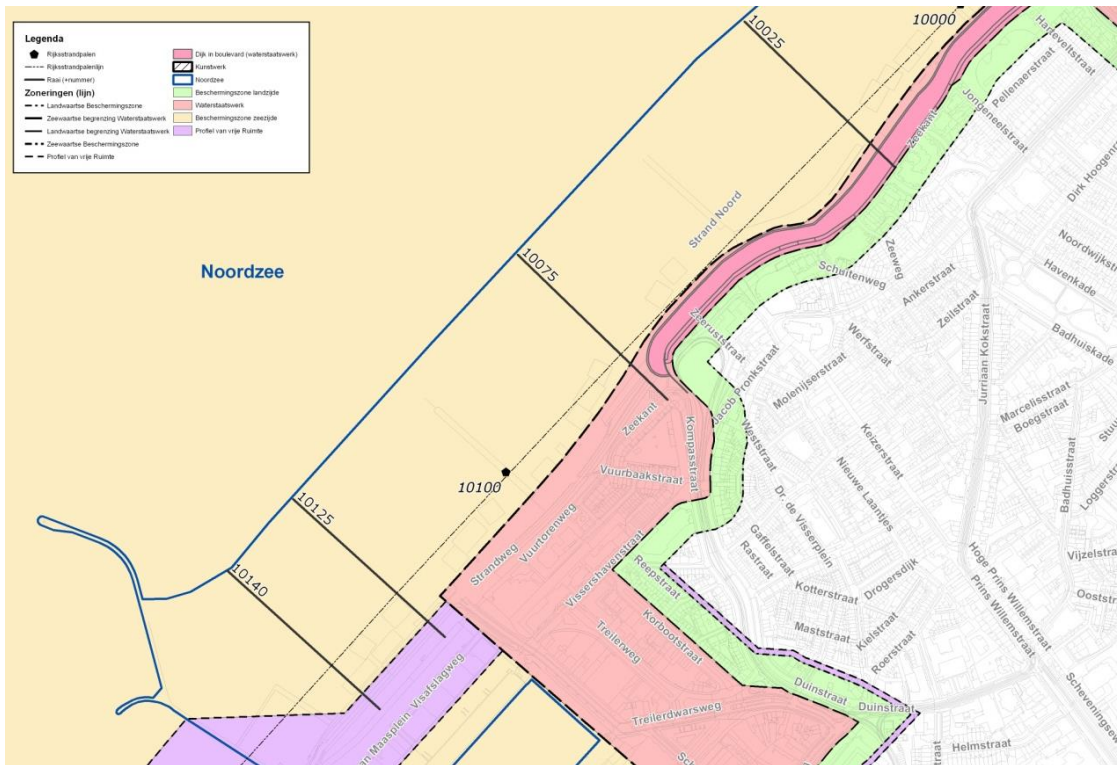 Legenda
Rijksstrandpalen
Rijksstrandpalenlijn
Raai (+nummer)
Zoneringen (lijn)
Landwaartse Beschermingszone
Zeewaartse begrenzing Waterstaatswerk
Landwaartse begrenzing Waterstaatswerk
Zeewaartse Beschermingszone
Profiel van vrije Ruimte
Dijk in boulevard (waterstaatswerk)
Kunstwerk
Noordzee
Beschermingszone landzijde
Waterstaatswerk
Beschermingszone zeezijde
Profiel van vrije Ruimte
10000
10025
Harteveltstraat
Pellenaerstraat
Jongeneelstraat
Zeekant
Strand Noord
Noordzee
10075
Zeeweg
Schuitenweg
Ankerstraat
Zeilstraat
Havenkade
Badhuiskade
Jurriaan Kokstraat
Zeeruststraat
Werfstraat
Jacob Pronkstraat
Molenijserstraat
Marcelisstraat
Boegstraat
Zeekant
Kompasstraat
Weststraat
Keizerstraat
Nieuwe Laantjes
Badhuisstraat
Vuurbaakstraat
10100
Dr. de Visserplein
10125
Vuurtorenweg
Strandweg
Vissershavenstraat
Gaffelstraat
Rastraat
Reepstraat
Kotterstraat
Drogersdijk
Hoge Prins Willemstraat
Prins Willemstraat
10140
Korbootstraat
Treilerweg
Maststraat
Kielstraat
Roerstraat
Visafslagweg
Duinstraat
Duinstraat
Treilerdwarsweg
Helmstraat